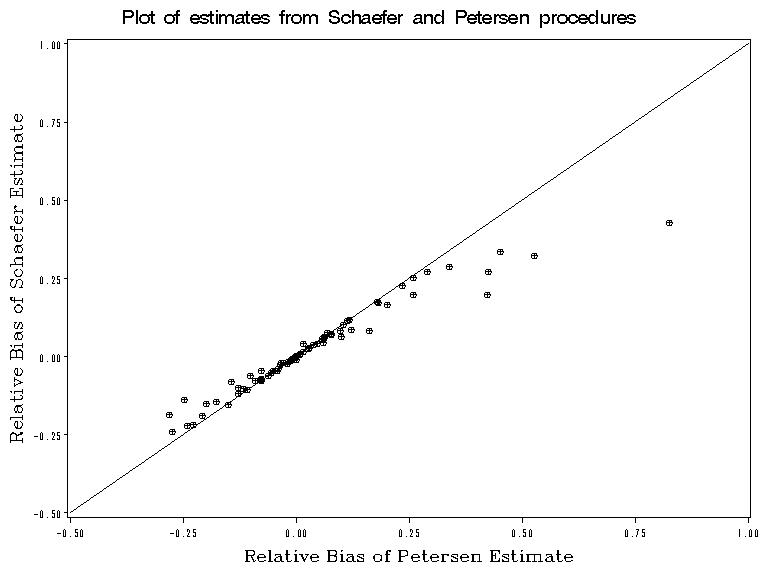 Plot of estimates from Schaefer and Petersen procedures
Relative Bias of Schaefer Estimate
1.00
0.75
0.50
0.25
0.00
-0.25
-0.50
-0.50 -0.25 0.00 0.25 0.50 0.75 1.00
Relative Bias of Petersen Estimate